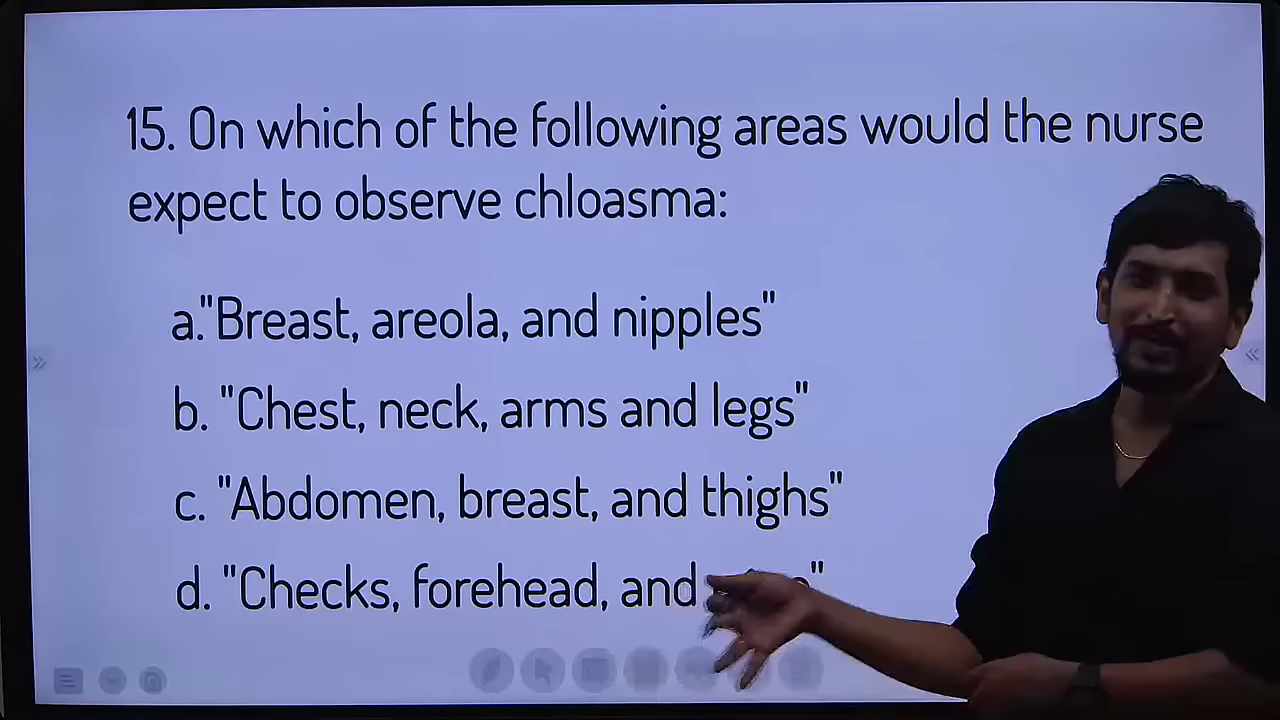 15. On which of the following areas would the nurse
expect to observe chloasma:
a."Breast, areola, and nipples"
b. "Chest, neck, arms and legs"
c. "Abdomen, breast, and thighs"
d. "Checks, forehead, and